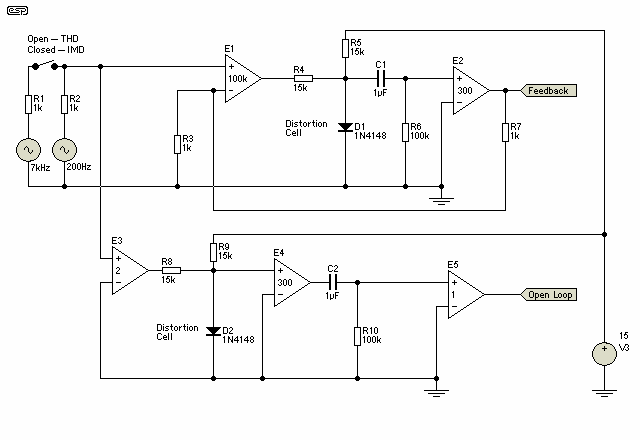 esp
Open — THD
Closed — IMD
R1
1k
R2
1k
7kHz
200Hz
R3
1k
E1
+
100k
−
R4
15k
R5
15k
C1
1µF
Distortion
Cell
D1
1N4148
R6
100k
E2
+
300
−
Feedback
R7
1k
E3
+
2
−
R8
15k
R9
15k
Distortion
Cell
D2
1N4148
E4
+
300
−
C2
1µF
R10
100k
E5
+
1
−
Open Loop
15
V3
+